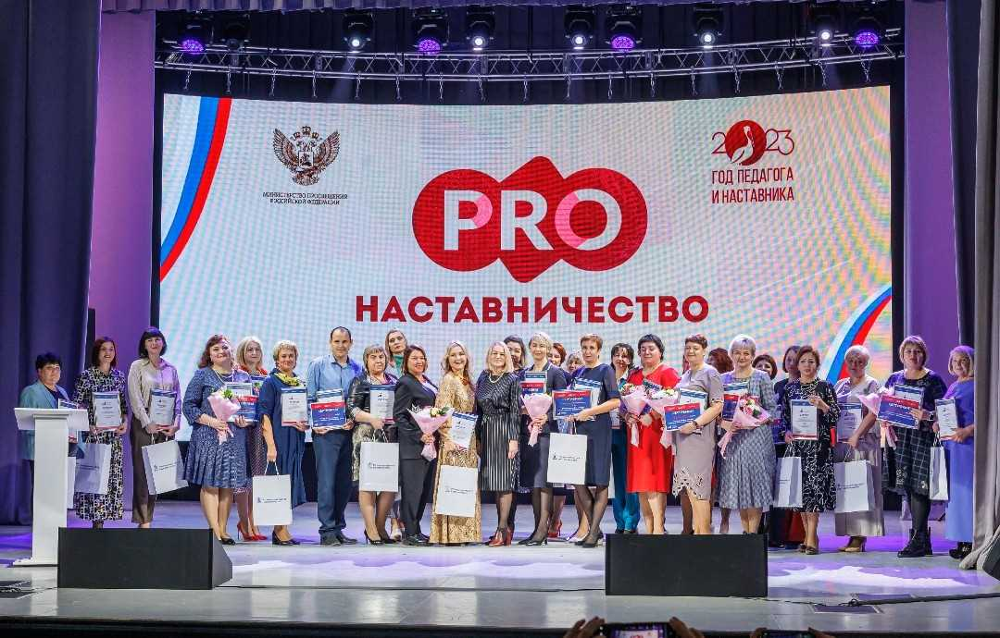 МИНИСТЕРСТВО ПРОСВЕЩЕНИЯ
РОССИЙСКОЙ ФЕДЕРАЦИИ
2023
ГОД ПЕДАГОГА
И НАСТАВНИКА
PRO
НАСТАВНИЧЕСТВО